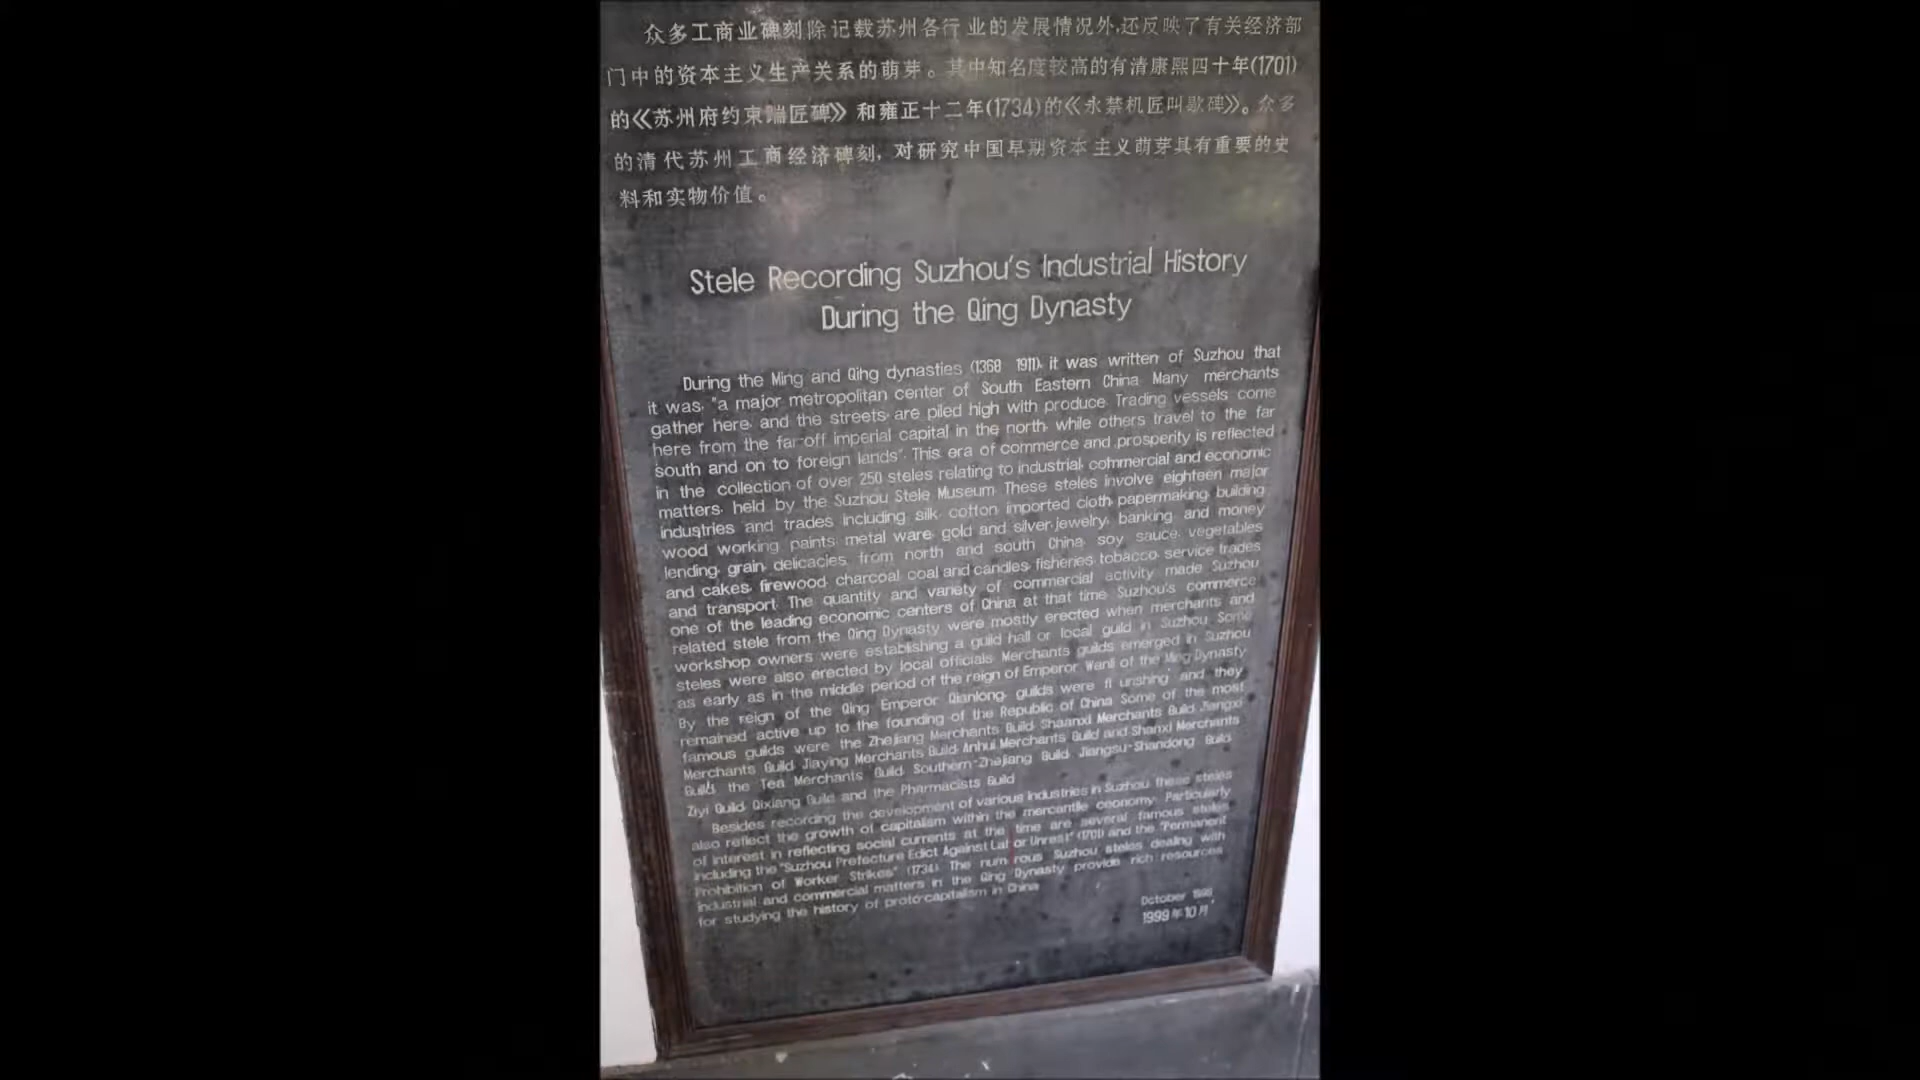 众多工商业碑刻除记载苏州各行业的发展情况外,还反映了有关经济部
门中的资本主义生产关系的萌芽。其中知名度较高的有清康熙四十年(1701)
的《苏州府约束踹匠碑》和雍正十二年(1734)的《永禁机匠叫歇碑》。众多
的清代苏州工商经济碑刻,对研究中国早期资本主义萌芽具有重要的史
料和实物价值。
Stele Recording Suzhou's Industrial History
During the Qing Dynasty
During the Ming and Qihg dynasties (1368 1911), it was written of Suzhou that
it was, "a major metropolitan center of South Eastern China Many merchants
gather here, and the streets are piled high with produce. Trading vessels come
here from the far-off imperial capital in the north, while others travel to the far
south and on to foreign lands". This era of commerce and prosperity is reflected
in the collection of over 250 steles relating to industrial, commercial and economic
matters, held by the Suzhou Stele Museum. These steles involve eighteen major
industries and trades including silk, cotton, imported cloth, papermaking, building,
wood working, paints, metal ware, gold and silver jewelry, banking and money
lending, grain, delicacies from north and south China, soy sauce, vegetables
and cakes, firewood, charcoal, coal and candles, fisheries, tobacco, service trades
and transport. The quantity and variety of commercial activity made Suzhou
one of the leading economic centers of China at that time. Suzhou's commerce
related stele from the Qing Dynasty were mostly erected when merchants and
workshop owners were establishing a guild hall or local guild in Suzhou. Some
steles were also erected by local officials. Merchants guilds emerged in Suzhou
as early as in the middle period of the reign of Emperor Wanli of the Ming Dynasty.
By the reign of the Qing Emperor Qianlong, guilds were fl urshing and they
remained active up to the founding of the Republic of China. Some of the most
famous guilds were the Zhejiang Merchants Guild, Shaanxi Merchants Guild, Jiangxi
Merchants Guild, Jiaying Merchants Guild, Anhui Merchants Guild and Shanxi Merchants
Guild, the Tea Merchants Guild, Southern-Zhejiang Guild, Jiangsu-Shandong Guild,
Ziyi Guild, Qixiang Guild and the Pharmacists Guild
Besides recording the development of various industries in Suzhou these steles
also reflect the growth of capitalism within the mercantile economy. Particularly
of interest in reflecting social currents at the time are several famous steles,
including the "Suzhou Prefecture Edict Against Labor Unrest" (1701) and the "Permanent
Prohibition of Worker Strikes" (1734). The num rous Suzhou steles dealing with
industrial and commercial matters in the Qing Dynasty provide rich resources
for studying the history of proto-capitalism in China
October
1999年10月